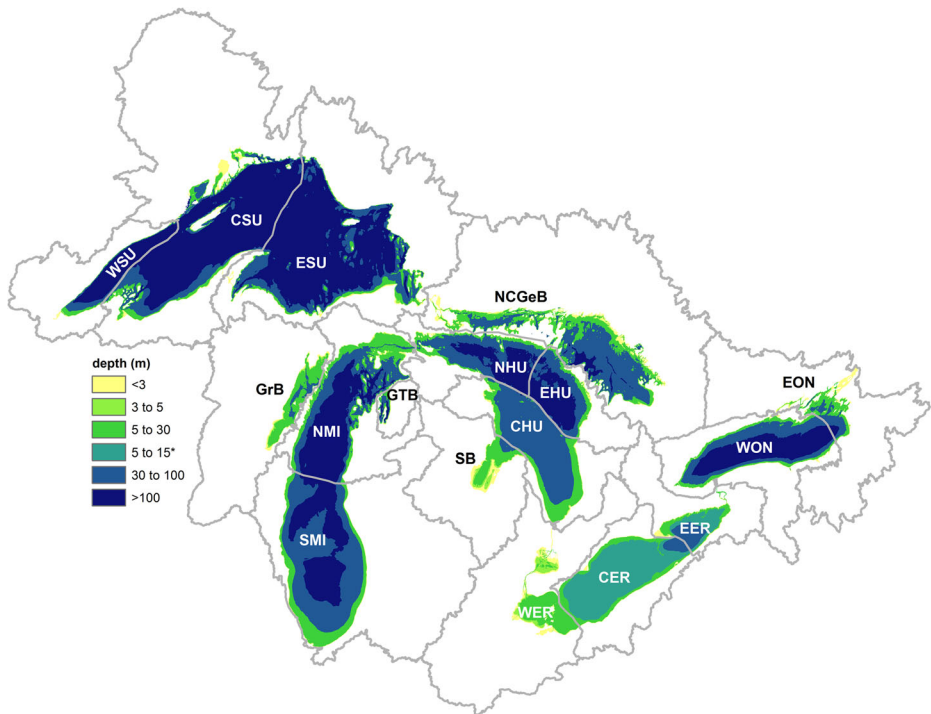 CSU
WSU
ESU
NCGeB
depth (m)
<3
3 to 5
5 to 30
5 to 15*
30 to 100
>100
GrB
GTB
NHU
EHU
NMI
CHU
EON
WON
SB
SMI
EER
CER
WER